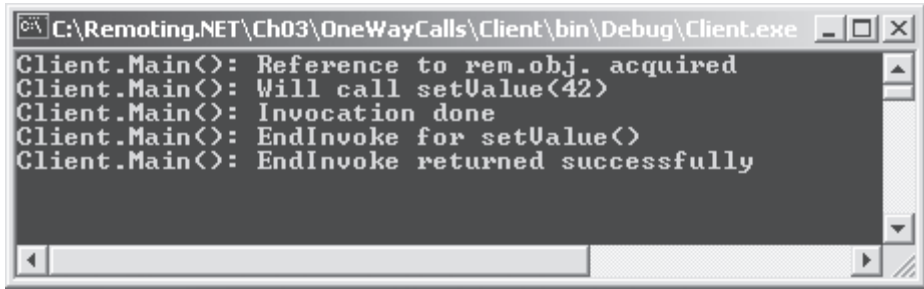 C:\Remoting.NET\Ch03\OneWayCalls\Client\bin\Debug\Client.exe
Client.Main(): Reference to rem.obj. acquired
Client.Main(): Will call setValue(42)
Client.Main(): Invocation done
Client.Main(): EndInvoke for setValue()
Client.Main(): EndInvoke returned successfully